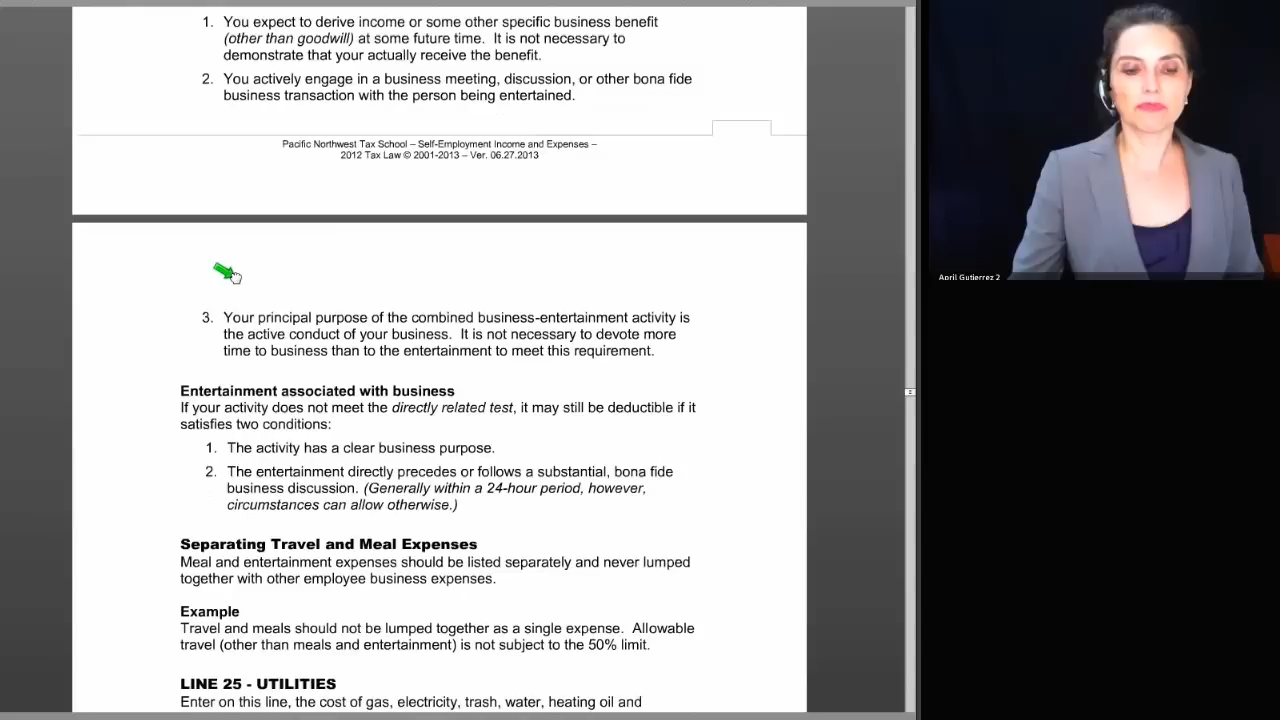 1. You expect to derive income or some other specific business benefit
(other than goodwill) at some future time. It is not necessary to
demonstrate that your actually receive the benefit.
2. You actively engage in a business meeting, discussion, or other bona fide
business transaction with the person being entertained.
Pacific Northwest Tax School – Self-Employment Income and Expenses –
2012 Tax Law © 2001-2013 – Ver. 06.27.2013
3. Your principal purpose of the combined business-entertainment activity is
the active conduct of your business. It is not necessary to devote more
time to business than to the entertainment to meet this requirement.
Entertainment associated with business
If your activity does not meet the directly related test, it may still be deductible if it
satisfies two conditions:
1. The activity has a clear business purpose.
2. The entertainment directly precedes or follows a substantial, bona fide
business discussion. (Generally within a 24-hour period, however,
circumstances can allow otherwise.)
Separating Travel and Meal Expenses
Meal and entertainment expenses should be listed separately and never lumped
together with other employee business expenses.
Example
Travel and meals should not be lumped together as a single expense. Allowable
travel (other than meals and entertainment) is not subject to the 50% limit.
LINE 25 - UTILITIES
Enter on this line, the cost of gas, electricity, trash, water, heating oil and
April Gutierrez 2